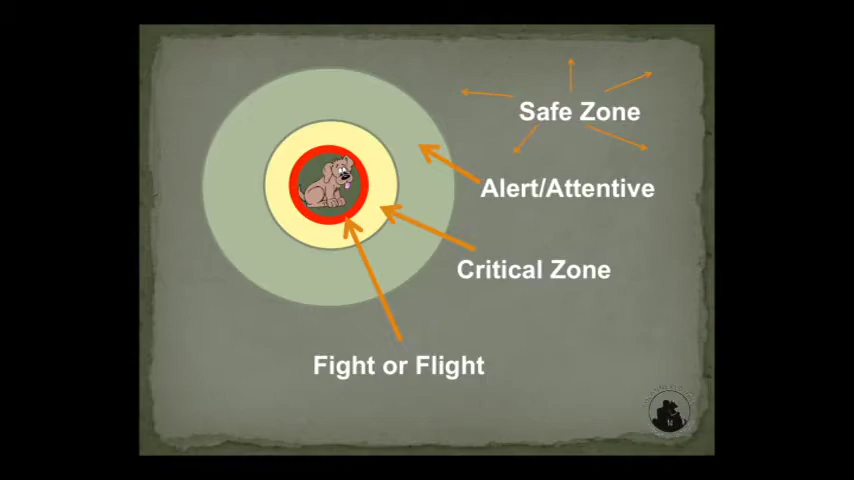 Safe Zone
Alert/Attentive
Critical Zone
Fight or Flight